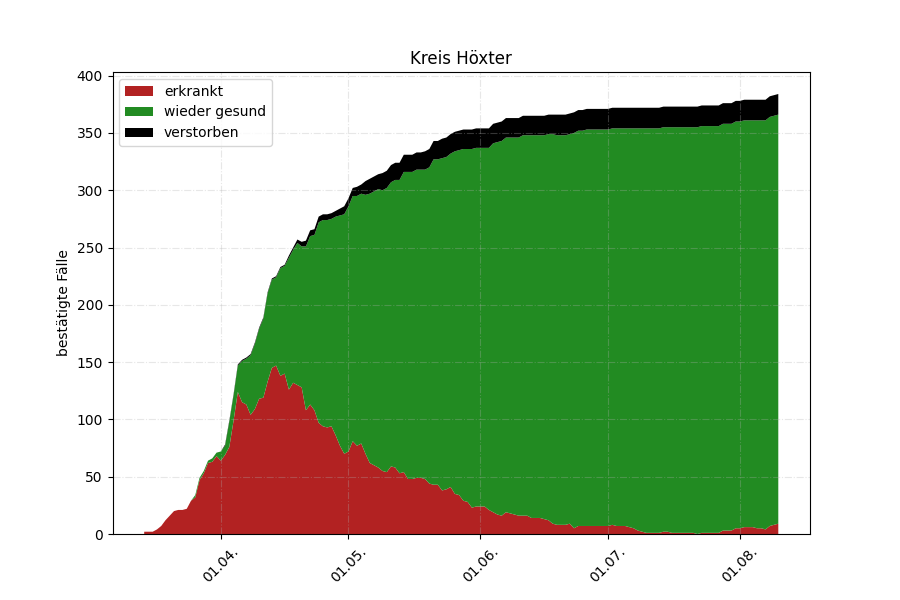 Kreis Höxter
erkrankt
wieder gesund
verstorben
bestätigte Fälle
400
350
300
250
200
150
100
50
0
01.04.
01.05.
01.06.
01.07.
01.08.